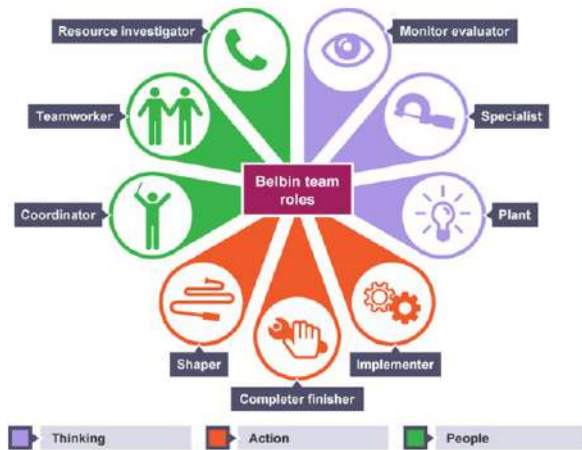 Resource investigator
Monitor evaluator
Teamworker
Specialist
Belbin team
roles
Coordinator
Plant
Shaper
Implementer
Completer finisher
Thinking
Action
People